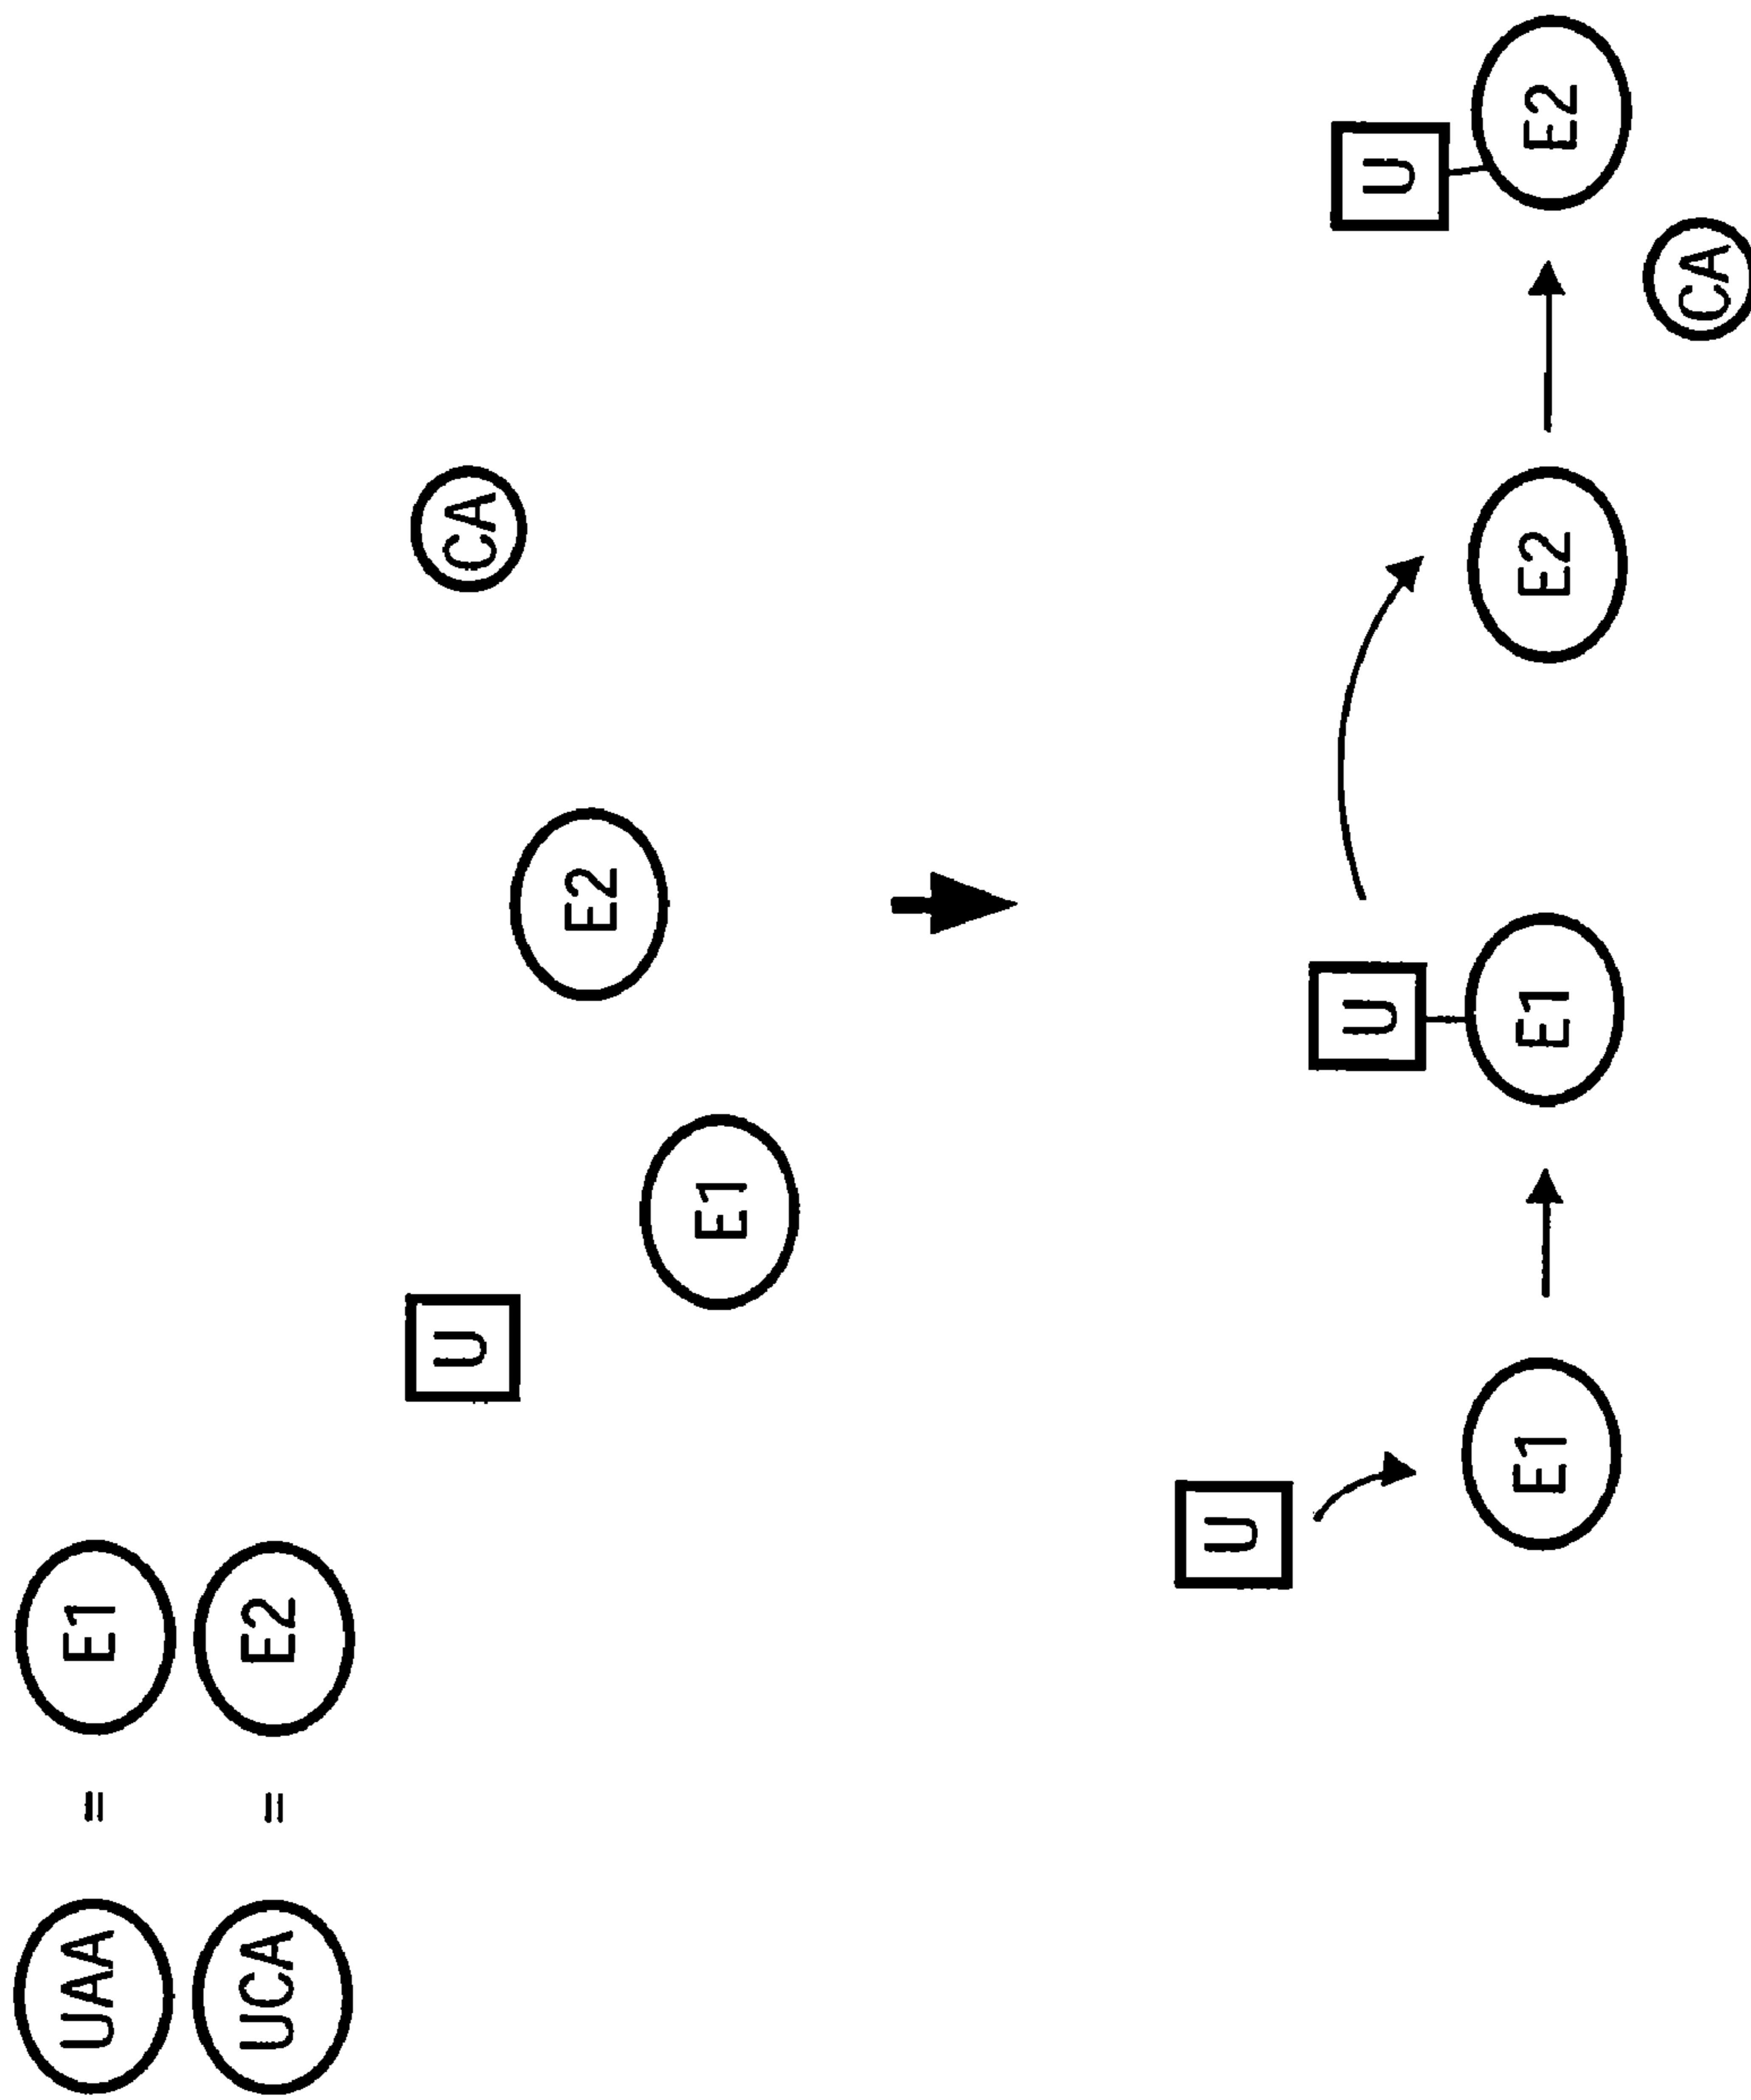 UAA = E1
UCA = E2
U CA
E2
E1
U
U U
E1 E1 E2 E2
CA